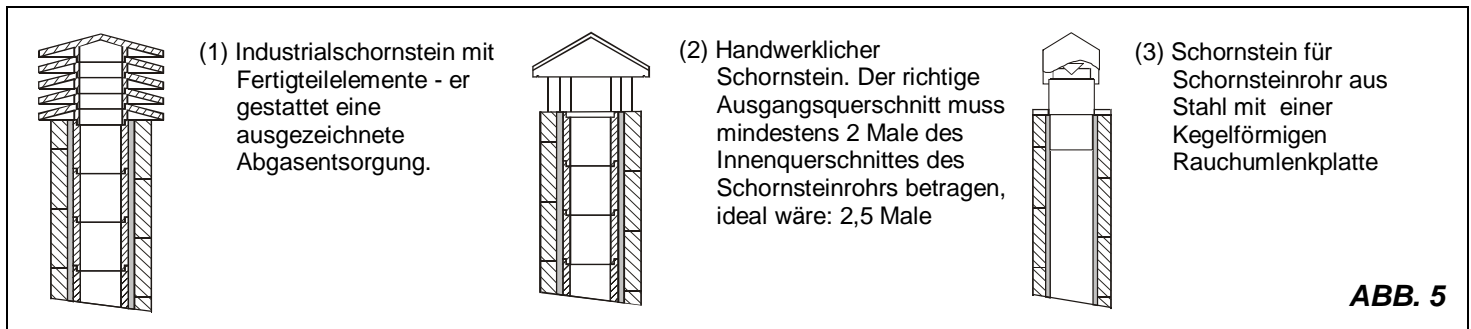 (1) Industrialschornstein mit
Fertigteilelemente - er
gestattet eine
ausgezeichnete
Abgasentsorgung.
(2) Handwerklicher
Schornstein. Der richtige
Ausgangsquerschnitt muss
mindestens 2 Male des
Innenquerschnittes des
Schornsteinrohrs betragen,
ideal wäre: 2,5 Male
(3) Schornstein für
Schornsteinrohr aus
Stahl mit einer
Kegelförmigen
Rauchumlenkplatte
ABB. 5